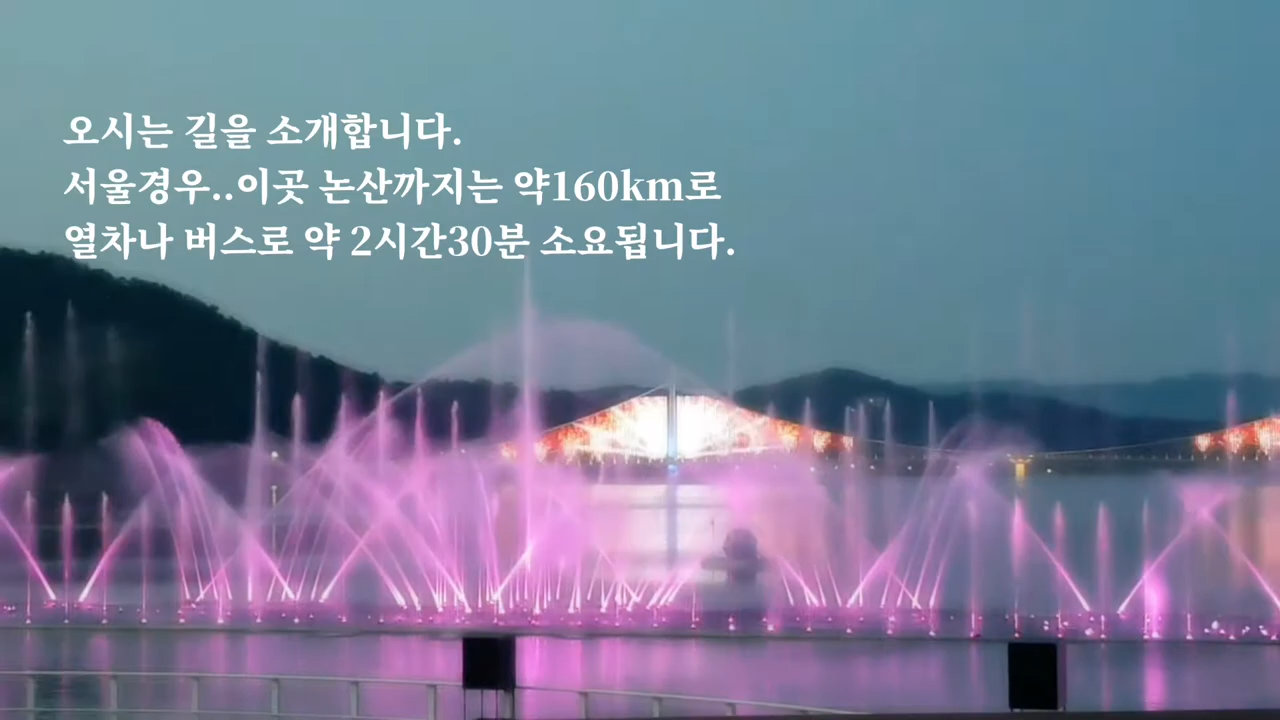 오시는 길을 소개합니다.
서울경우..이곳 논산까지는 약160km로
열차나 버스로 약 2시간30분 소요됩니다.